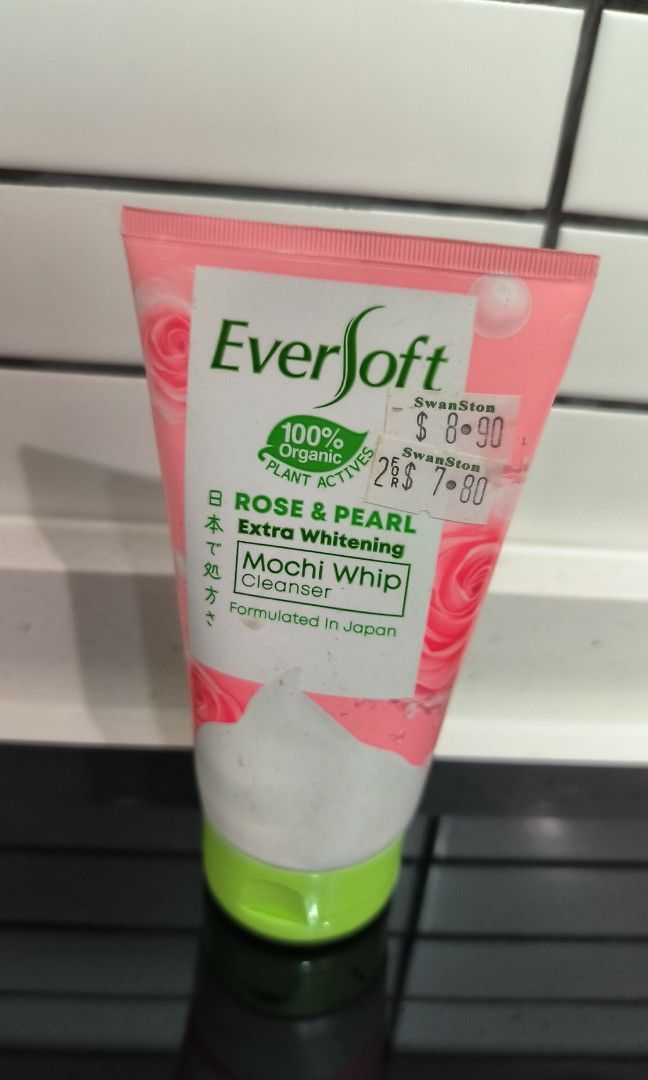 EverSoft
100%
Organic
PLANT ACTIVES
SwanSton
$ 8.90
SwanSton
2 FOR $ 7.80
日本で処方さ
ROSE & PEARL
Extra Whitening
Mochi Whip
Cleanser
Formulated In Japan